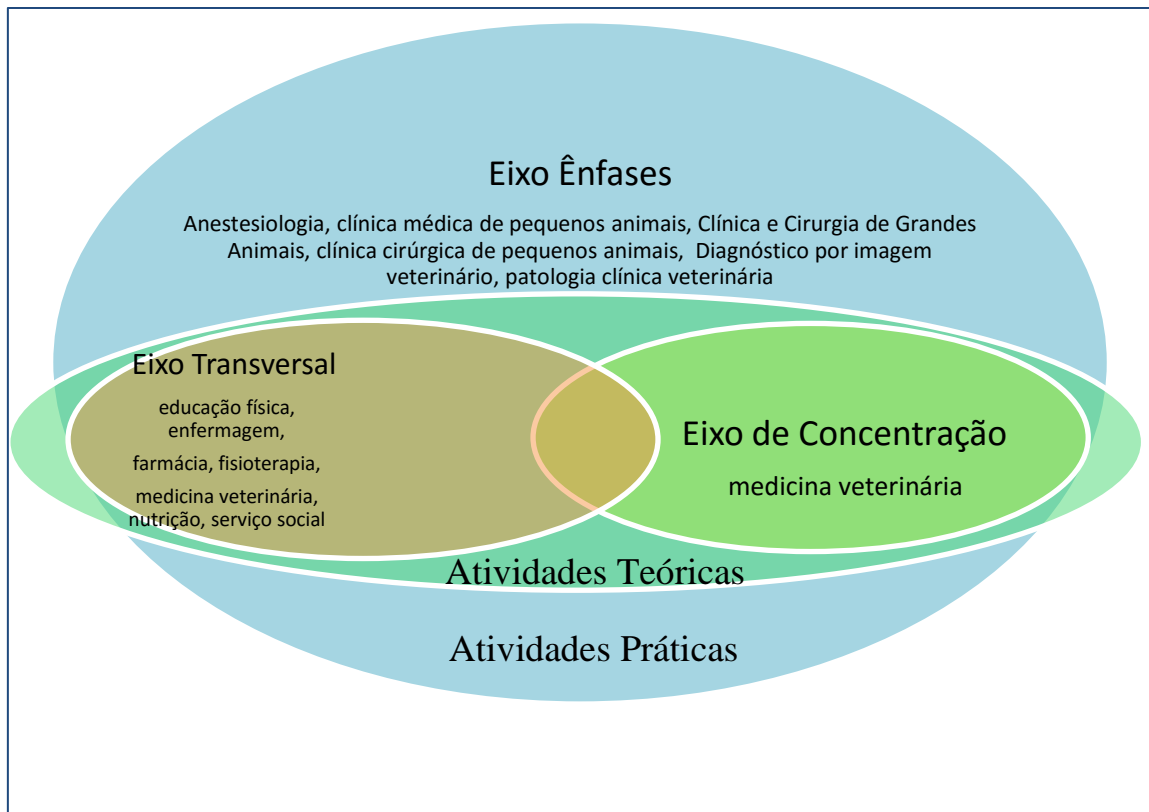 Eixo Ênfases
Anestesiologia, clínica médica de pequenos animais, Clínica e Cirurgia de Grandes
Animais, clínica cirúrgica de pequenos animais, Diagnóstico por imagem
veterinário, patologia clínica veterinária
Eixo Transversal
educação física,
enfermagem,
farmácia, fisioterapia,
medicina veterinária,
nutrição, serviço social
Eixo de Concentração
medicina veterinária
Atividades Teóricas
Atividades Práticas